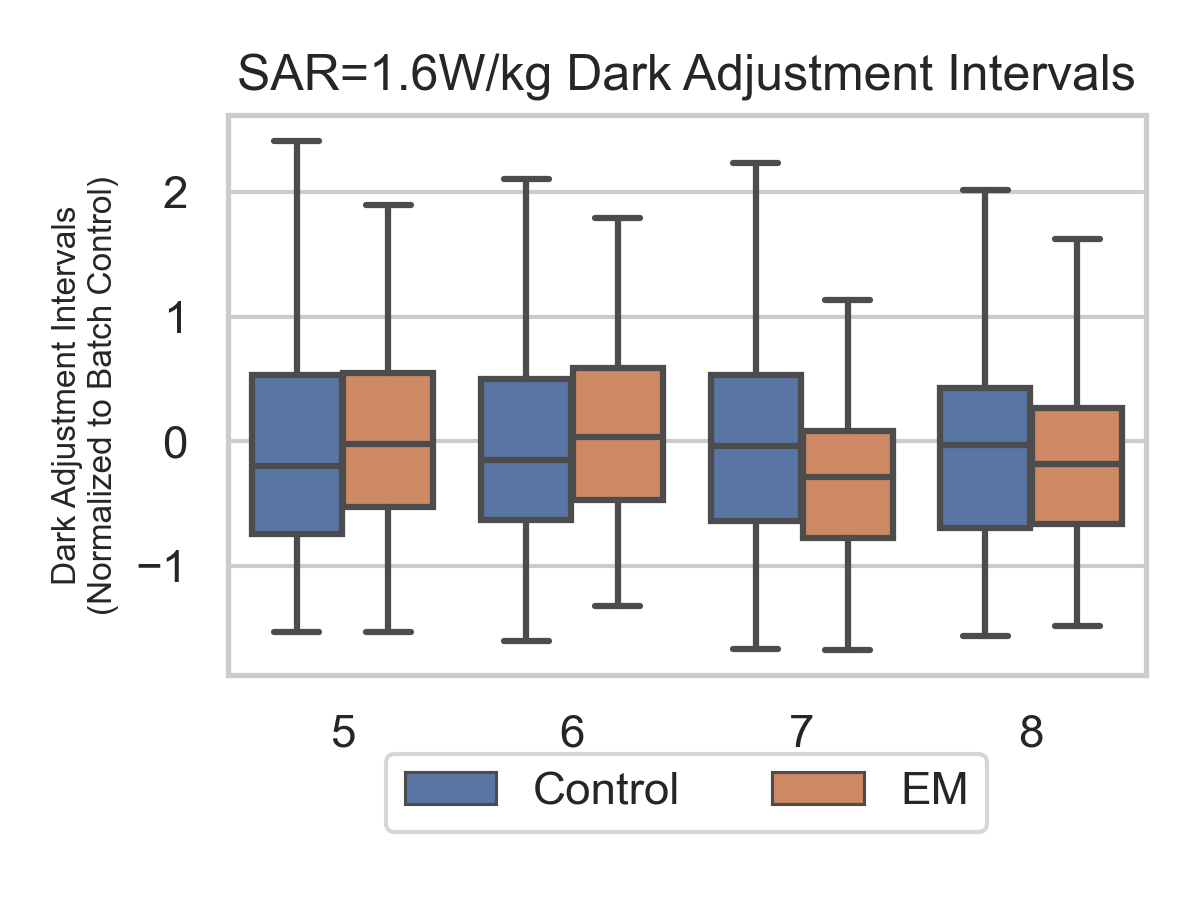 SAR=1.6W/kg Dark Adjustment Intervals
Dark Adjustment Intervals
(Normalized to Batch Control)
2
1
0
−1
5 6 7 8
Control EM